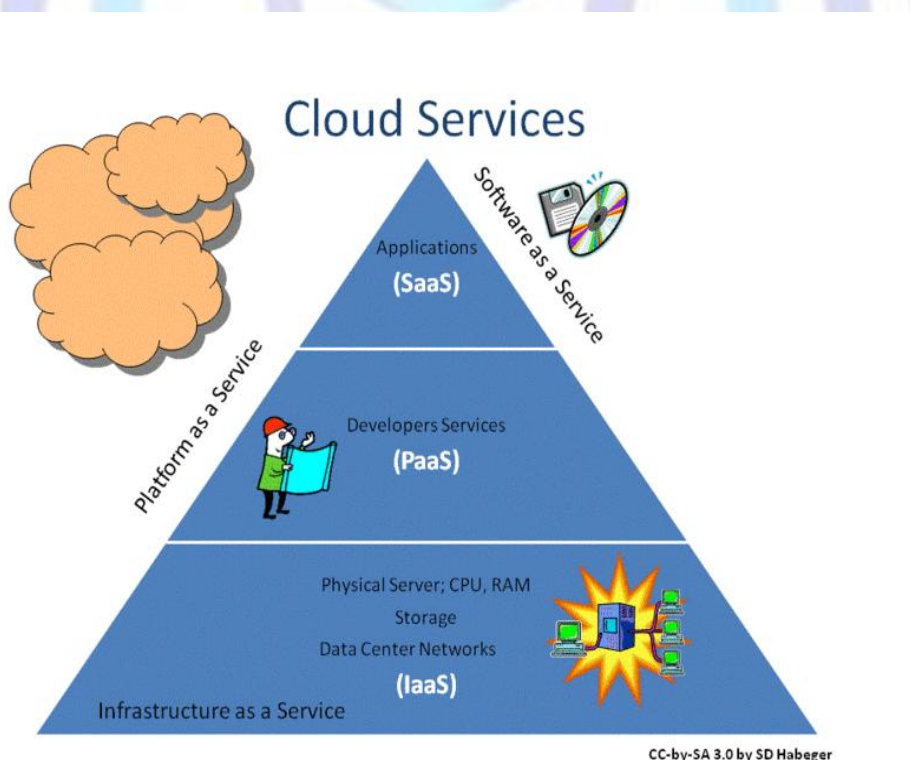 Cloud Services
Software as a Service
Applications
(SaaS)
Platform as a Service
Developers Services
(PaaS)
Physical Server; CPU, RAM
Storage
Data Center Networks
(IaaS)
Infrastructure as a Service
CC-by-SA 3.0 by SD Habeger